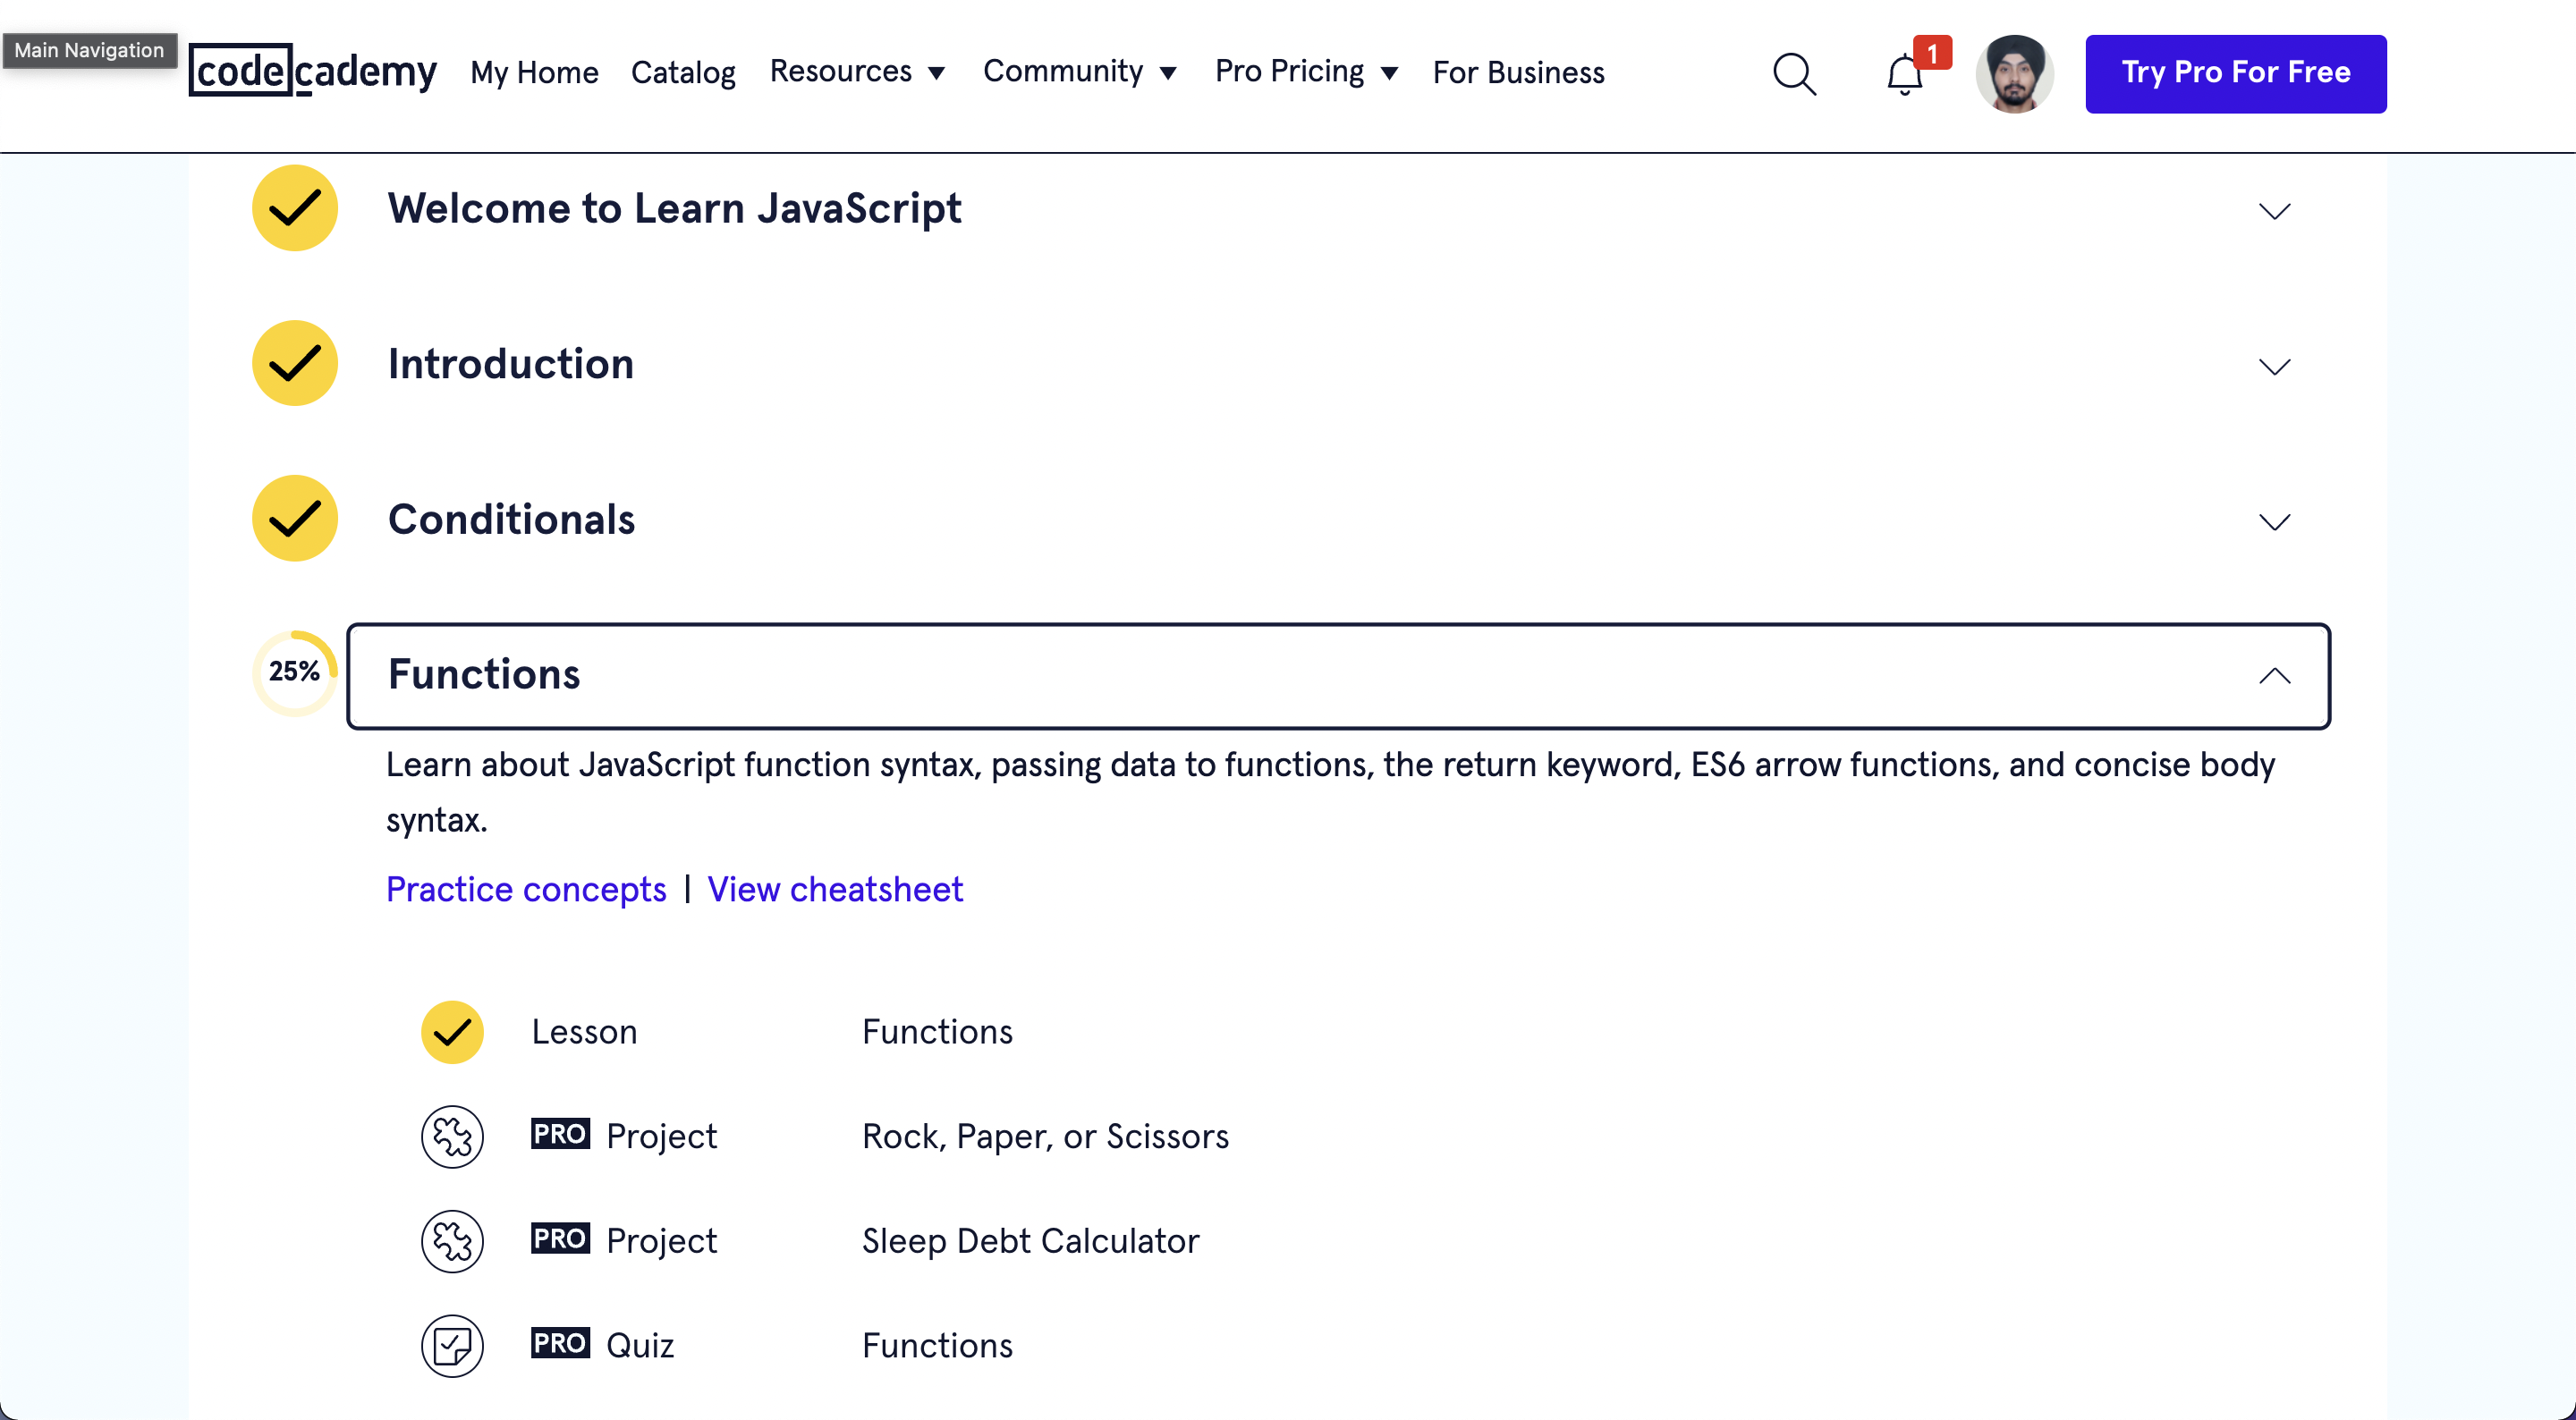 Main Navigation
codecademy My Home Catalog Resources Community Pro Pricing For Business 1 Try Pro For Free
Welcome to Learn JavaScript
Introduction
Conditionals
25% Functions
Learn about JavaScript function syntax, passing data to functions, the return keyword, ES6 arrow functions, and concise body
syntax.
Practice concepts | View cheatsheet
Lesson Functions
PRO Project Rock, Paper, or Scissors
PRO Project Sleep Debt Calculator
PRO Quiz Functions